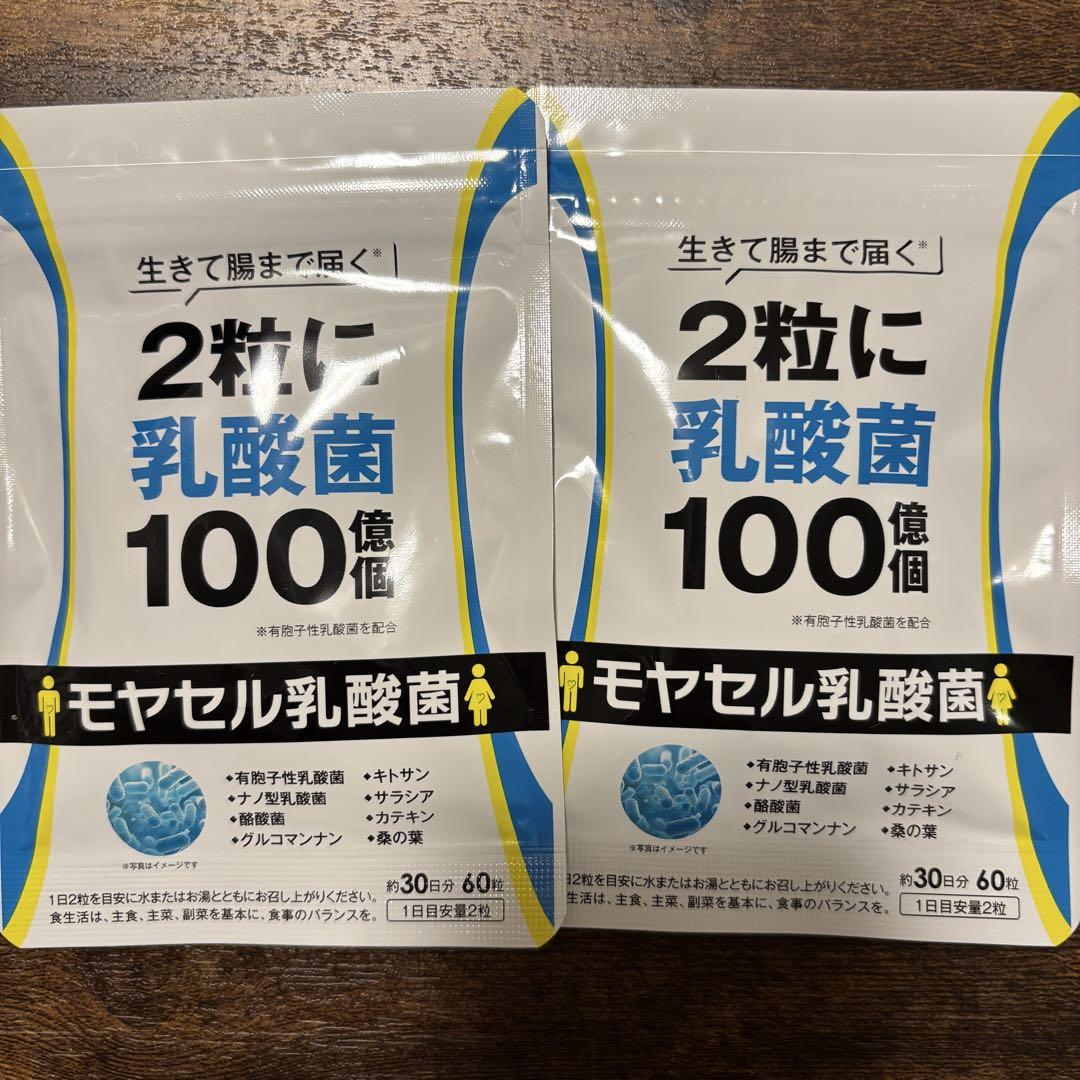 生きて腸まで届く※
2粒に
乳酸菌
100億個
※有胞子性乳酸菌を配合
モヤセル乳酸菌
◆有胞子性乳酸菌 ◆キトサン
◆ナノ型乳酸菌 ◆サラシア
◆酪酸菌 ◆カテキン
◆グルコマンナン ◆桑の葉
※写真はイメージです
1日2粒を目安に水またはお湯とともにお召し上がりください。
食生活は、主食、主菜、副菜を基本に、食事のバランスを。
約30日分 60粒
1日目安量2粒
生きて腸まで届く※
2粒に
乳酸菌
100億個
※有胞子性乳酸菌を配合
モヤセル乳酸菌
◆有胞子性乳酸菌 ◆キトサン
◆ナノ型乳酸菌 ◆サラシア
◆酪酸菌 ◆カテキン
◆グルコマンナン ◆桑の葉
※写真はイメージです
日2粒を目安に水またはお湯とともにお召し上がりください。
生活は、主食、主菜、副菜を基本に、食事のバランスを。
約30日分 60粒
1日目安量2粒